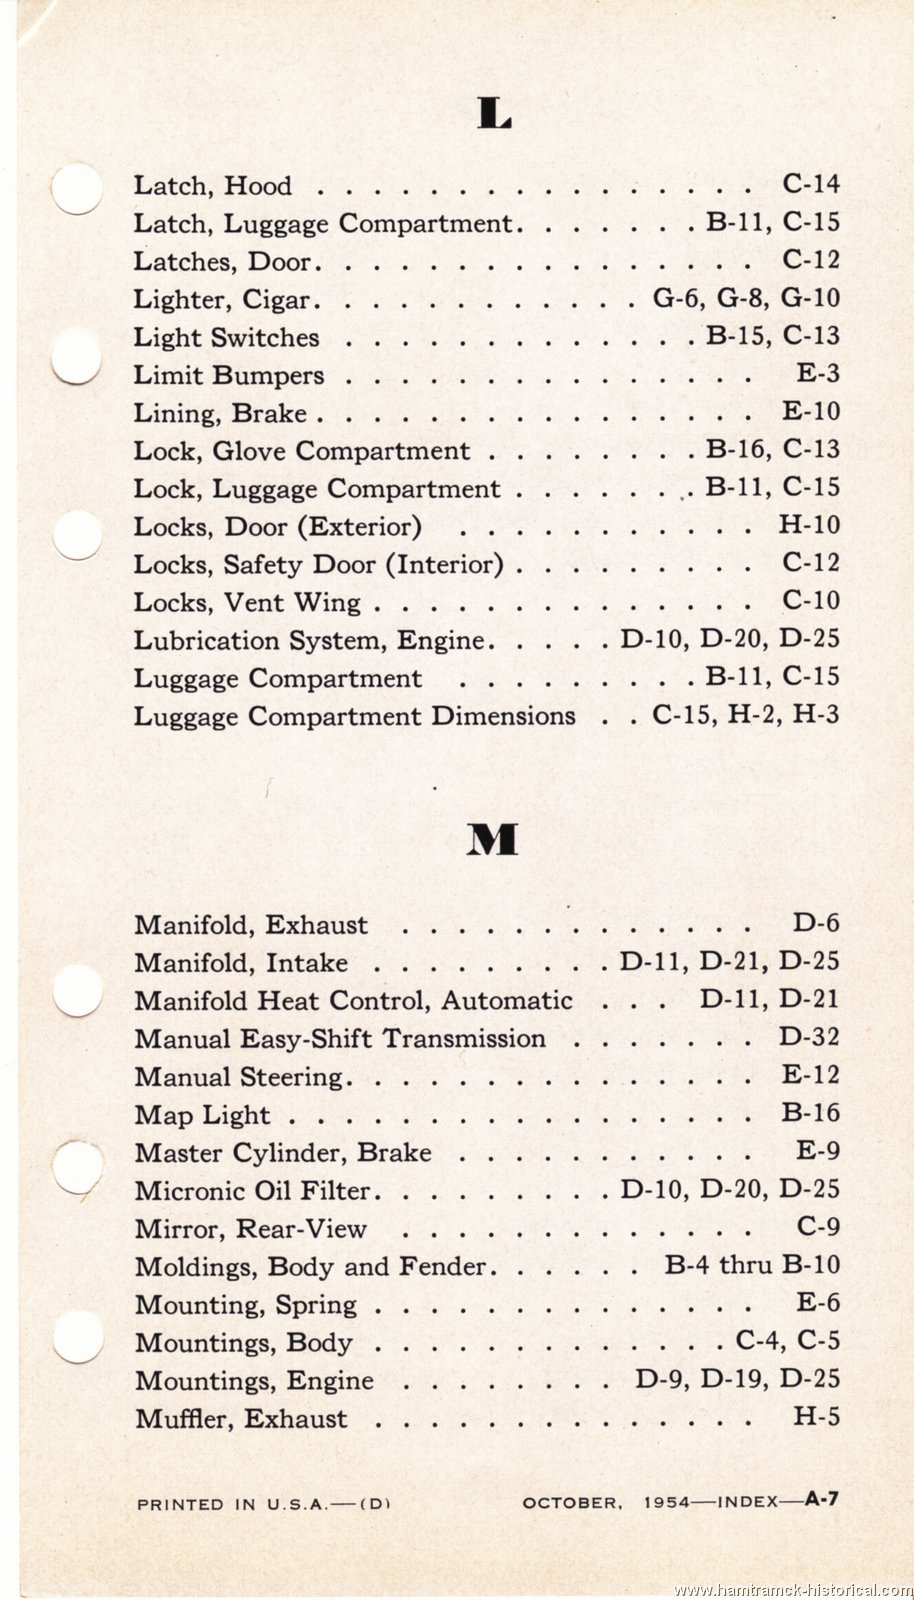 L
Latch, Hood . . . . . . . . . . . . . . . . C-14
Latch, Luggage Compartment. . . . . . . B-11, C-15
Latches, Door. . . . . . . . . . . . . . . . C-12
Lighter, Cigar. . . . . . . . . . . . G-6, G-8, G-10
Light Switches . . . . . . . . . . . . . B-15, C-13
Limit Bumpers . . . . . . . . . . . . . . . E-3
Lining, Brake . . . . . . . . . . . . . . . . E-10
Lock, Glove Compartment . . . . . . . . B-16, C-13
Lock, Luggage Compartment . . . . . . . B-11, C-15
Locks, Door (Exterior) . . . . . . . . . . . H-10
Locks, Safety Door (Interior) . . . . . . . . . C-12
Locks, Vent Wing . . . . . . . . . . . . . . C-10
Lubrication System, Engine. . . . . D-10, D-20, D-25
Luggage Compartment . . . . . . . . . B-11, C-15
Luggage Compartment Dimensions . . C-15, H-2, H-3
M
Manifold, Exhaust . . . . . . . . . . . . . D-6
Manifold, Intake . . . . . . . . . D-11, D-21, D-25
Manifold Heat Control, Automatic . . . D-11, D-21
Manual Easy-Shift Transmission . . . . . . . D-32
Manual Steering. . . . . . . . . . . . . . . E-12
Map Light . . . . . . . . . . . . . . . . . B-16
Master Cylinder, Brake . . . . . . . . . . . E-9
Micronic Oil Filter. . . . . . . . . D-10, D-20, D-25
Mirror, Rear-View . . . . . . . . . . . . . C-9
Moldings, Body and Fender. . . . . . B-4 thru B-10
Mounting, Spring . . . . . . . . . . . . . . E-6
Mountings, Body . . . . . . . . . . . . . C-4, C-5
Mountings, Engine . . . . . . . . D-9, D-19, D-25
Muffler, Exhaust . . . . . . . . . . . . . . H-5
PRINTED IN U.S.A.—(D) OCTOBER, 1954—INDEX—A-7
www.hamtramck-historical.com